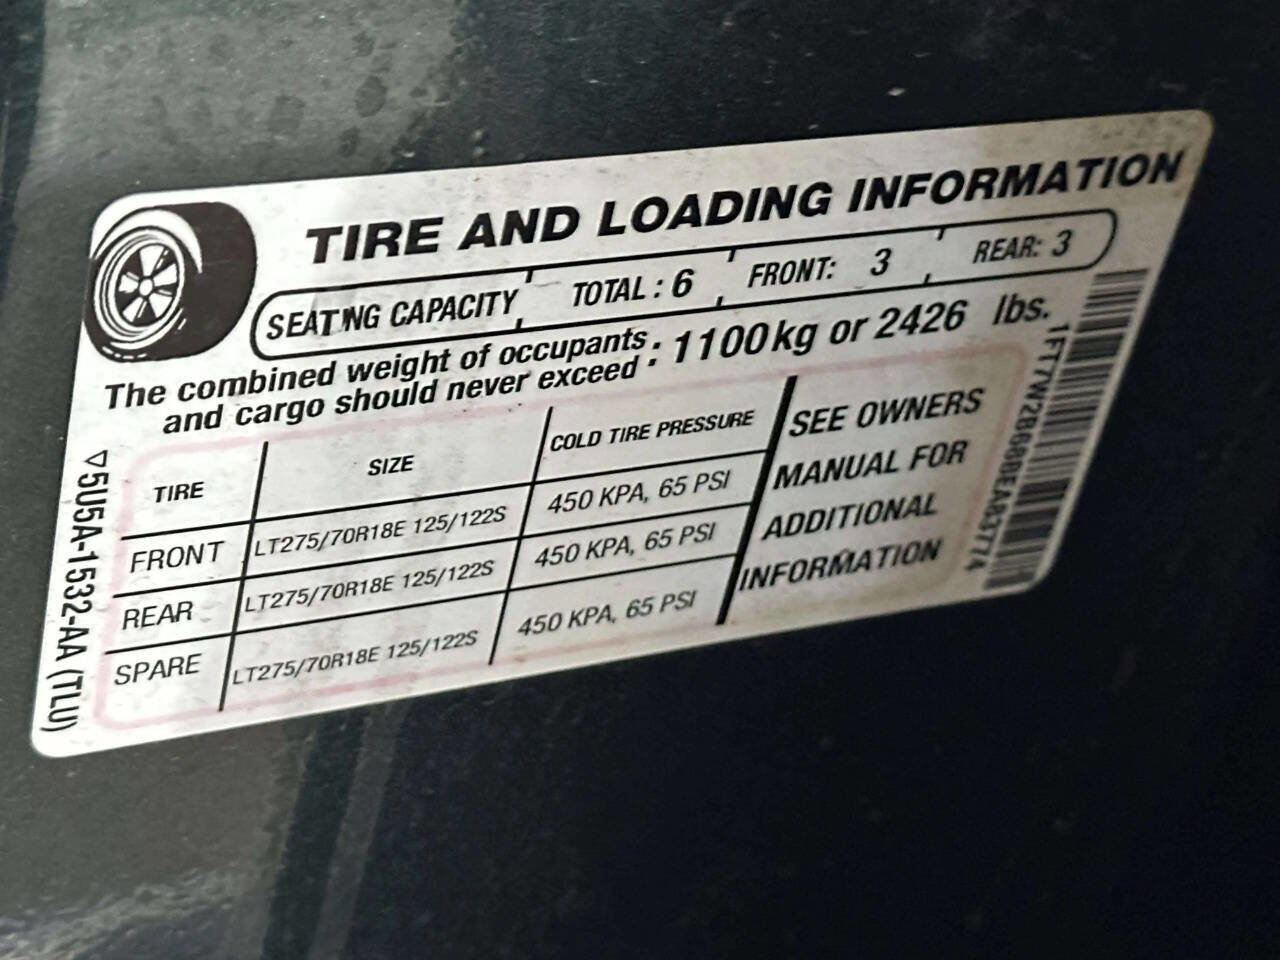 TIRE AND LOADING INFORMATION
SEATING CAPACITY TOTAL : 6 FRONT: 3 REAR: 3
The combined weight of occupants
and cargo should never exceed : 1100kg or 2426 lbs.
TIRE SIZE COLD TIRE PRESSURE
FRONT LT275/70R18E 125/122S 450 KPA, 65 PSI
REAR LT275/70R18E 125/122S 450 KPA, 65 PSI
SPARE LT275/70R18E 125/122S 450 KPA, 65 PSI
SEE OWNERS
MANUAL FOR
ADDITIONAL
INFORMATION
5U5A-1532-AA (TLU)